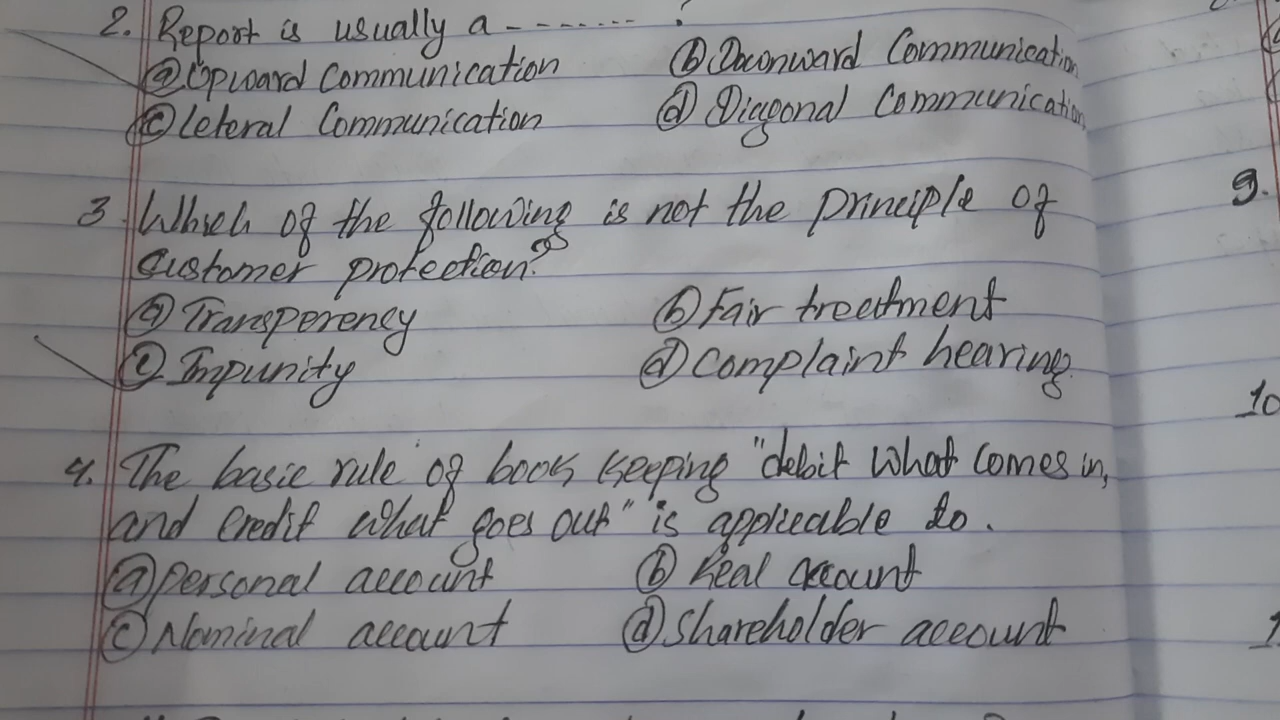 2. Report is usually a -------- ?
(a) Upward Communication (b) Downward Communication
(c) Leteral Communication (d) Diagonal Communication
3. Which of the following is not the principle of
Customer protection?
(a) Transperency (b) Fair treatment
(c) Impunity (d) Complaint hearing.
4. The basic rule of book keeping "debit what comes in,
and credit what goes out" is applicable to.
(a) Personal account (b) Real account
(c) Nominal account (d) Shareholder account
9.
10